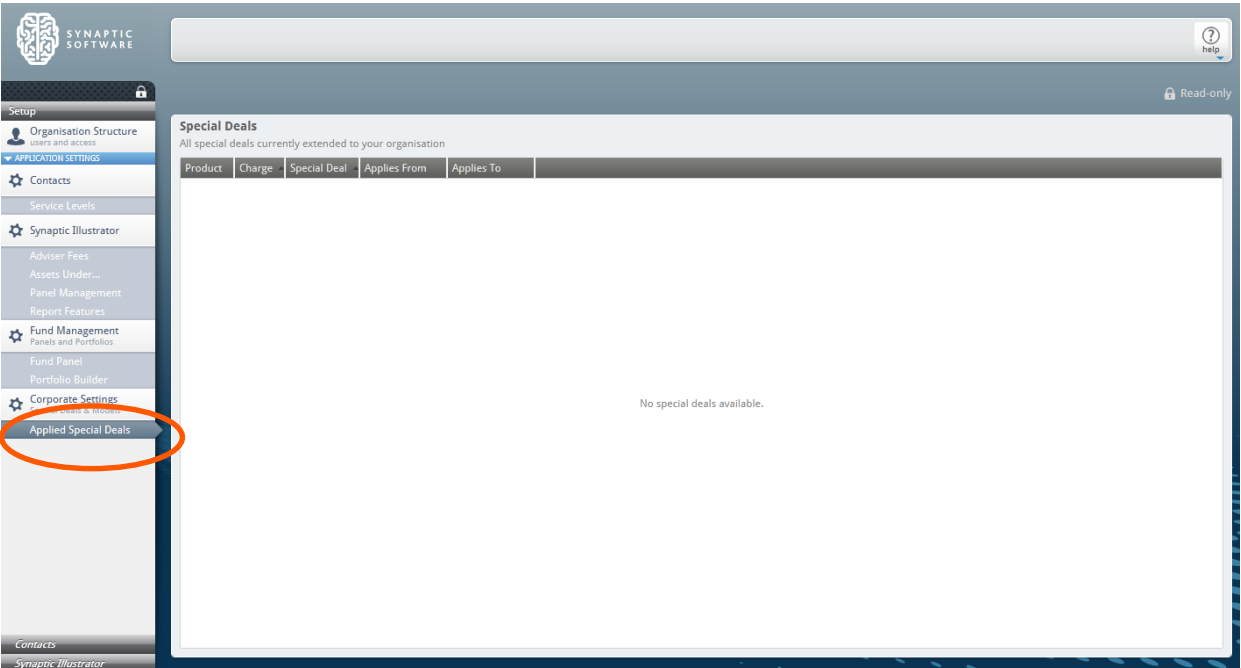 SYNAPTIC
SOFTWARE
help
Read-only
Setup
Organisation Structure
users and access
APPLICATION SETTINGS
Contacts
Service Levels
Synaptic Illustrator
Adviser Fees
Assets Under...
Panel Management
Report Features
Fund Management
Panels and Portfolios
Fund Panel
Portfolio Builder
Corporate Settings
Special Deals & Models
Applied Special Deals
Contacts
Synaptic Illustrator
Special Deals
All special deals currently extended to your organisation
Product Charge Special Deal Applies From Applies To
No special deals available.